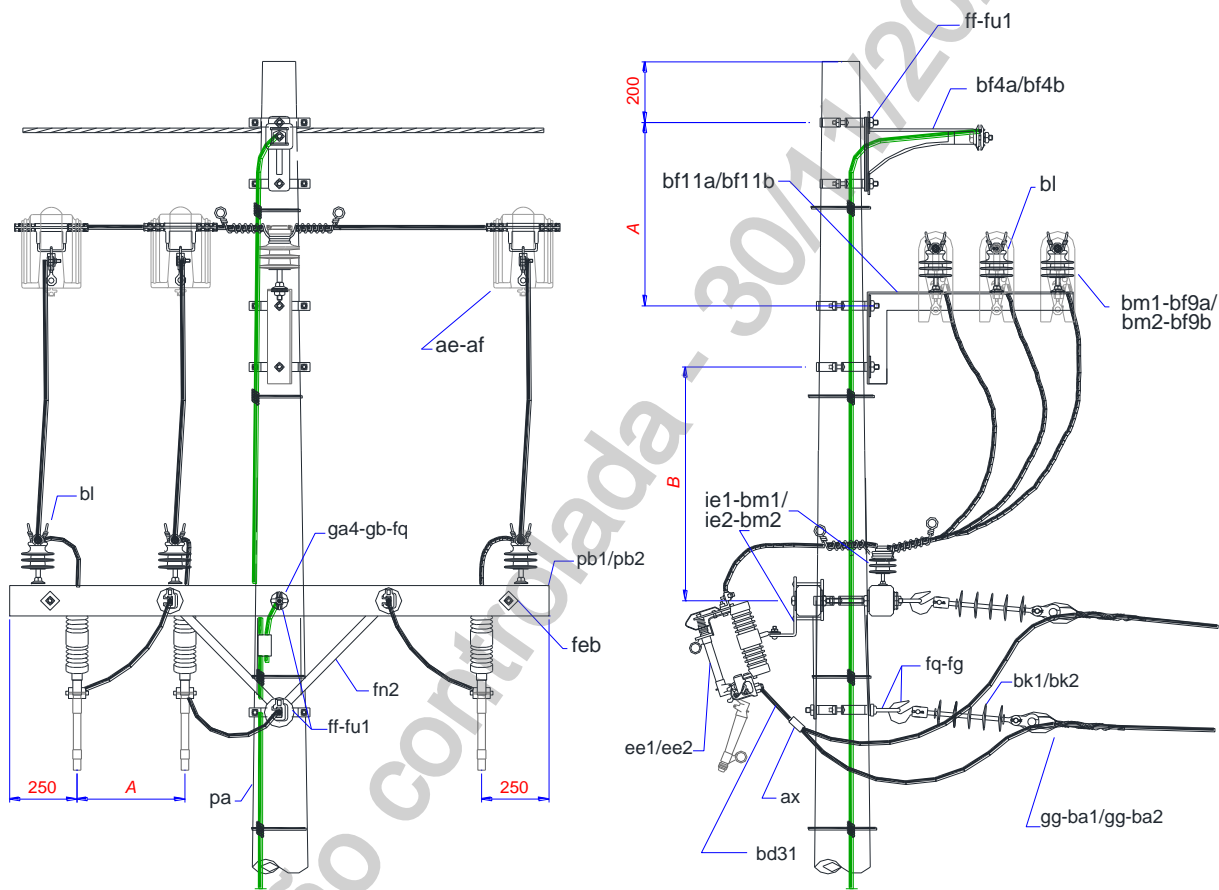 ff-fu1
bf4a/bf4b
200
bf11a/bf11b
bl
A
bm1-bf9a/
bm2-bf9b
ae-af
B
ie1-bm1/
ie2-bm2
bl
ga4-gb-fq
pb1/pb2
feb
fn2
fq-fg
bk1/bk2
ff-fu1
ee1/ee2
250
A
250
pa
ax
gg-ba1/gg-ba2
bd31
ão controlada - 30/11/20